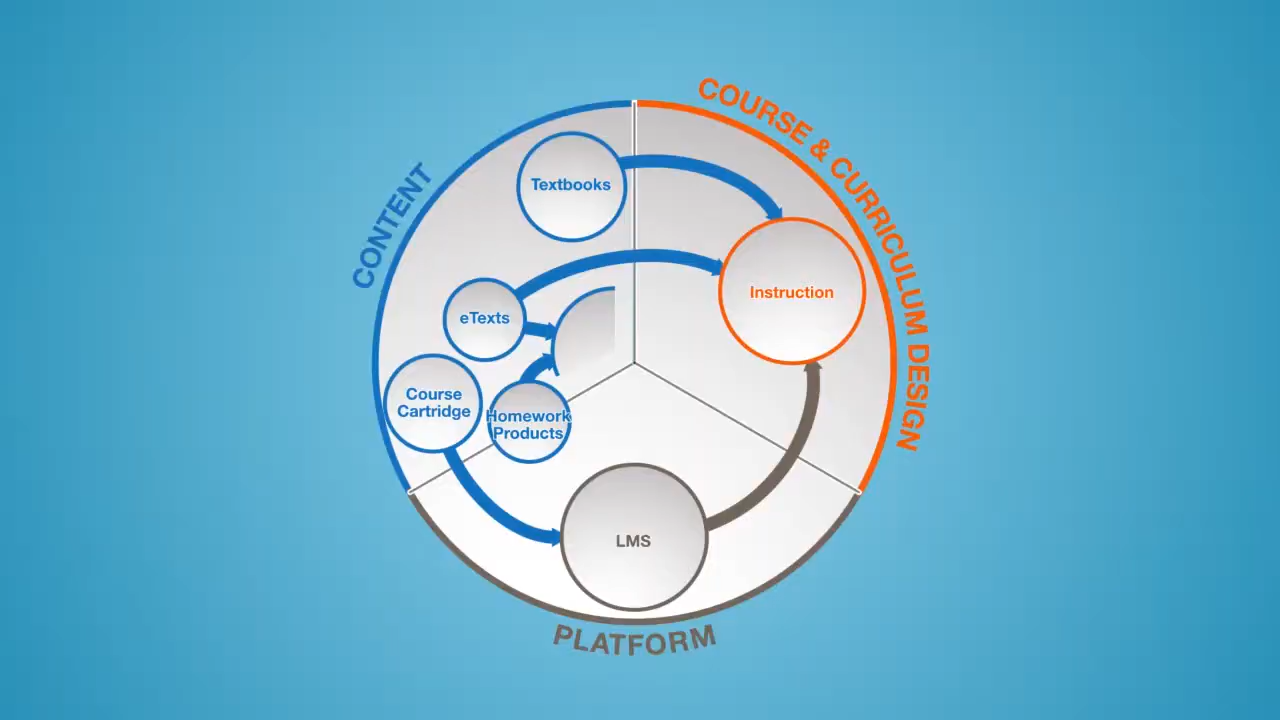 COURSE & CURRICULUM DESIGN
CONTENT
Textbooks
Instruction
eTexts
Course
Cartridge
Homework
Products
LMS
PLATFORM